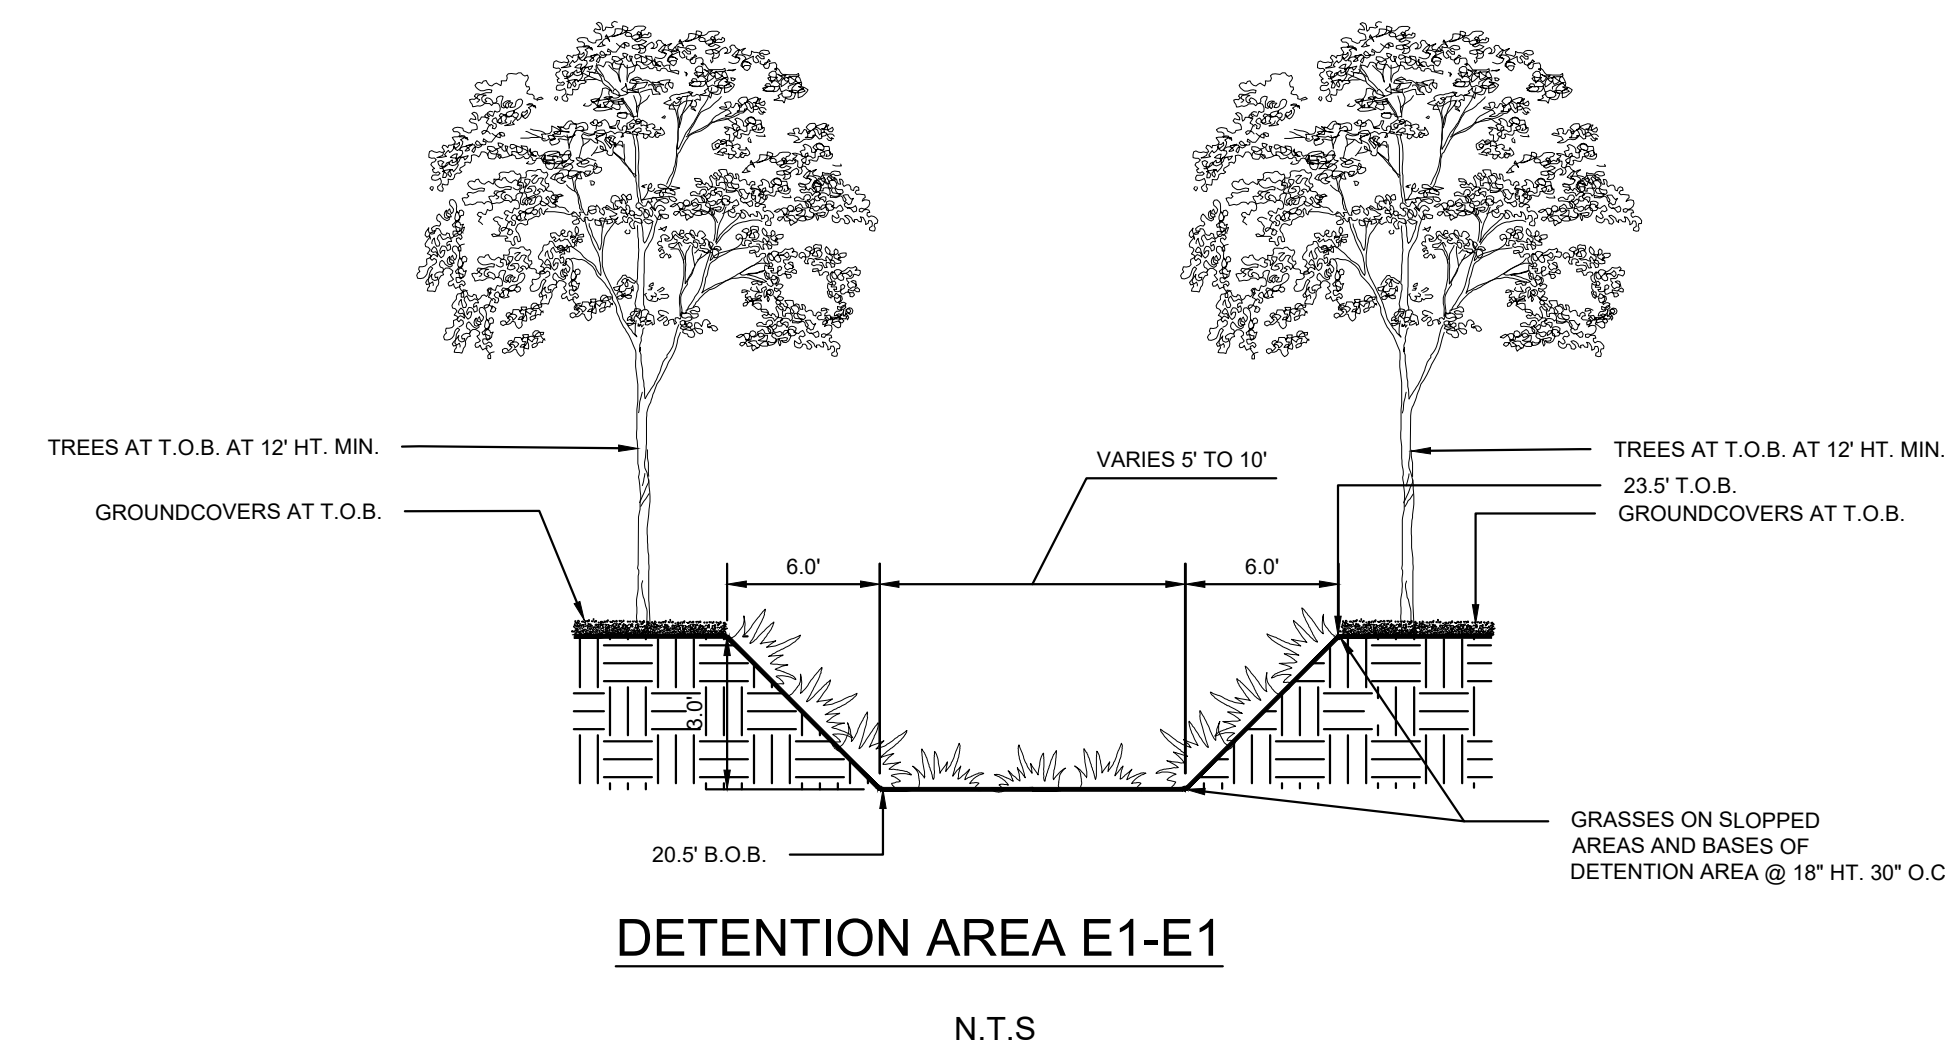 TREES AT T.O.B. AT 12' HT. MIN.
GROUNDCOVERS AT T.O.B.
VARIES 5' TO 10'
TREES AT T.O.B. AT 12' HT. MIN.
23.5' T.O.B.
GROUNDCOVERS AT T.O.B.
6.0'
6.0'
3.0'
20.5' B.O.B.
GRASSES ON SLOPPED
AREAS AND BASES OF
DETENTION AREA @ 18" HT. 30" O.C
DETENTION AREA E1-E1
N.T.S